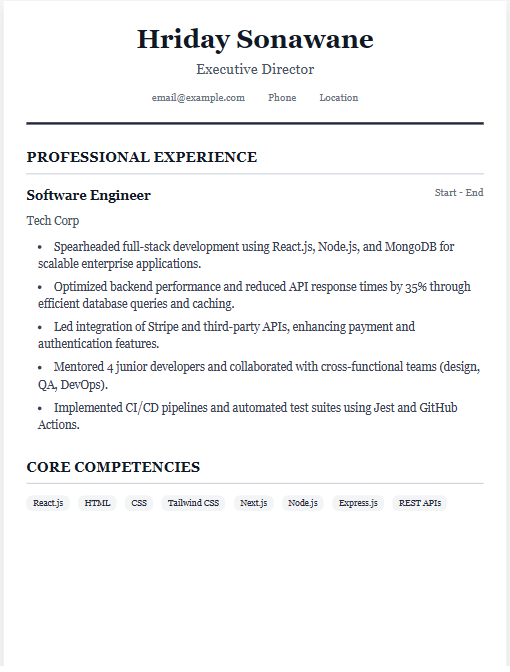 Hriday Sonawane
Executive Director
email@example.com Phone Location
PROFESSIONAL EXPERIENCE
Software Engineer Start - End
Tech Corp
• Spearheaded full-stack development using React.js, Node.js, and MongoDB for
scalable enterprise applications.
• Optimized backend performance and reduced API response times by 35% through
efficient database queries and caching.
• Led integration of Stripe and third-party APIs, enhancing payment and
authentication features.
• Mentored 4 junior developers and collaborated with cross-functional teams (design,
QA, DevOps).
• Implemented CI/CD pipelines and automated test suites using Jest and GitHub
Actions.
CORE COMPETENCIES
React.js HTML CSS Tailwind CSS Next.js Node.js Express.js REST APIs